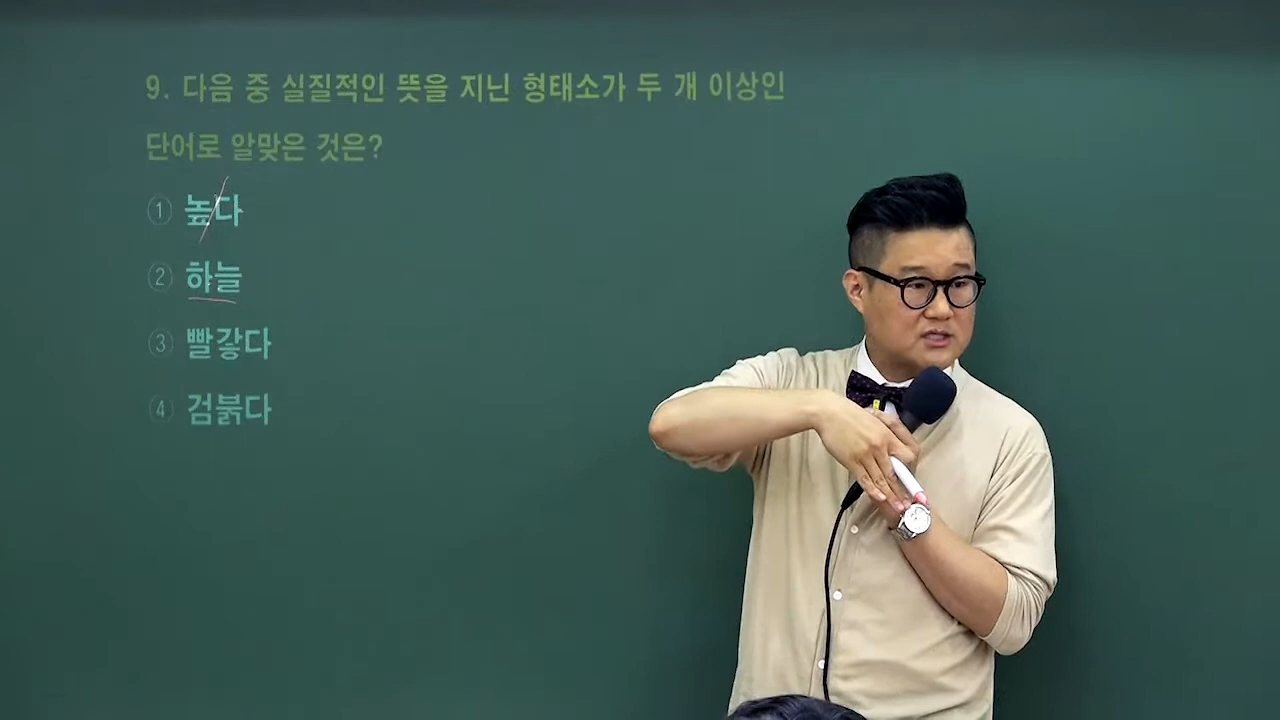 9. 다음 중 실질적인 뜻을 지닌 형태소가 두 개 이상인
단어로 알맞은 것은?
① 높다
② 하늘
③ 빨갛다
④ 검붉다